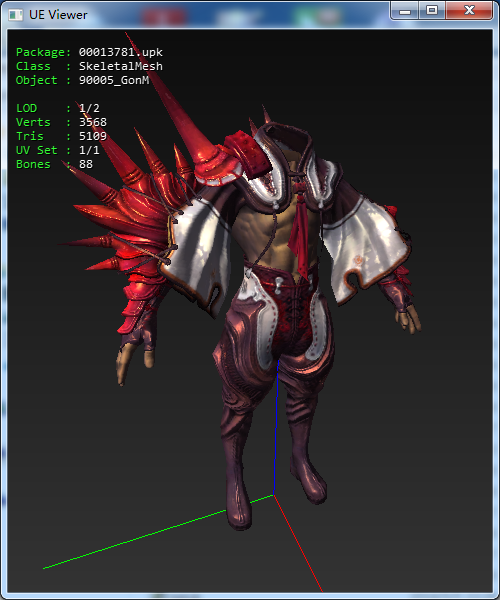 UE Viewer
Package: 00013781.upk
Class : SkeletalMesh
Object : 90005_GonM
LOD : 1/2
Verts : 3568
Tris : 5109
UV Set : 1/1
Bones : 88